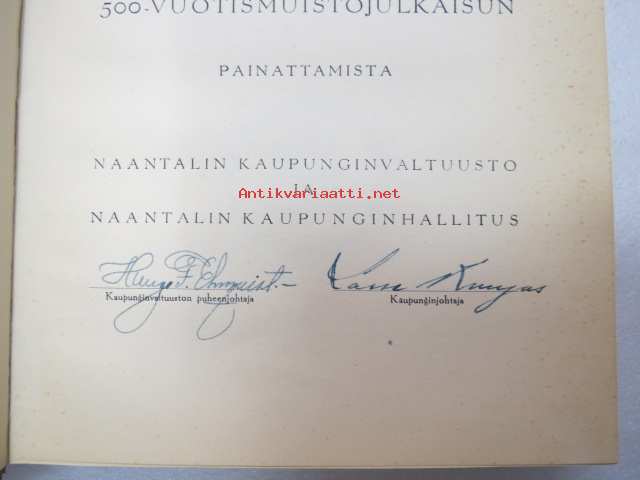 500-VUOTISMUISTOJULKAISUN
PAINATTAMISTA
NAANTALIN KAUPUNGINVALTUUSTO
Antikvariaatti.net
JA
NAANTALIN KAUPUNGINHALLITUS
F.
Kaupunginvaltuuston puheenjohtaja
Kaupunginjohtaja